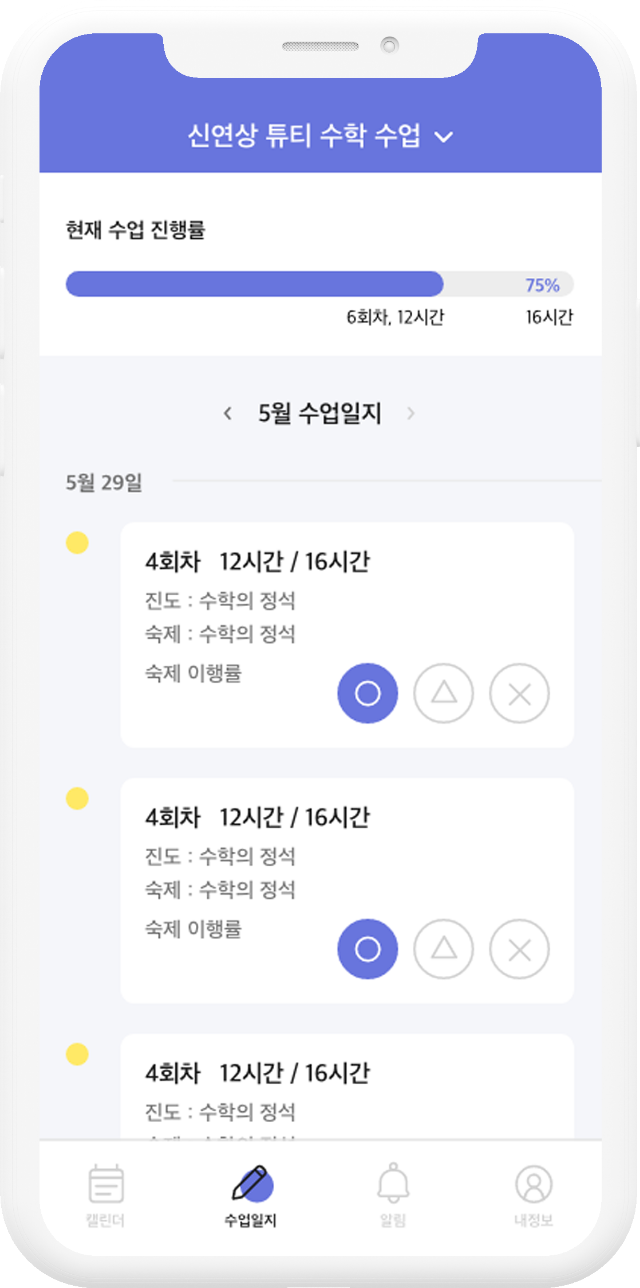 신연상 튜티 수학 수업
현재 수업 진행률
75%
6회차, 12시간 16시간
5월 수업일지
5월 29일
4회차 12시간 / 16시간
진도 : 수학의 정석
숙제 : 수학의 정석
숙제 이행률
4회차 12시간 / 16시간
진도 : 수학의 정석
숙제 : 수학의 정석
숙제 이행률
4회차 12시간 / 16시간
진도 : 수학의 정석
캘린더 수업일지 알림 내정보